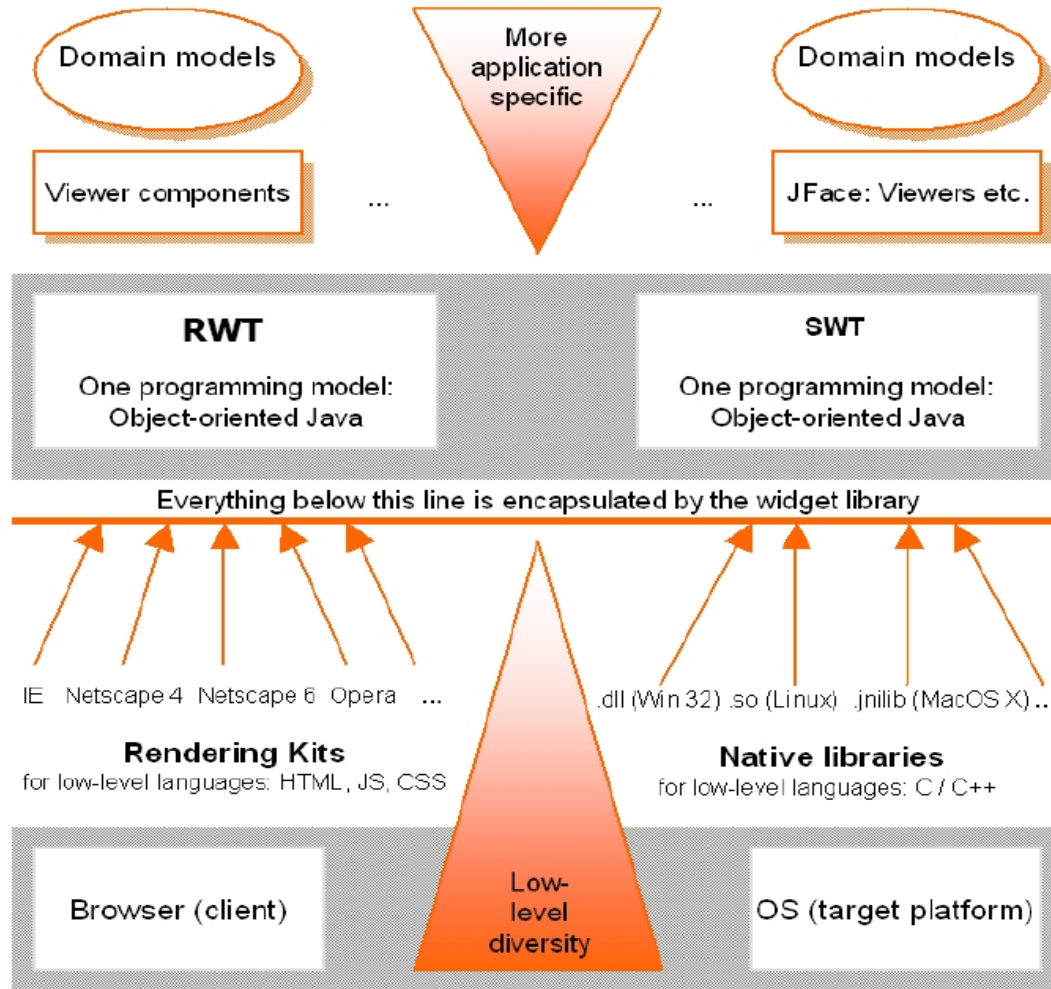 Domain models
More
application
specific
Domain models
Viewer components
...
...
JFace: Viewers etc.
RWT
One programming model:
Object-oriented Java
SWT
One programming model:
Object-oriented Java
Everything below this line is encapsulated by the widget library
IE Netscape 4 Netscape 6 Opera ...
.dll (Win 32) .so (Linux) .jnilib (MacOS X) ...
Rendering Kits
for low-level languages: HTML, JS, CSS
Native libraries
for low-level languages: C / C++
Browser (client)
Low-
level
diversity
OS (target platform)